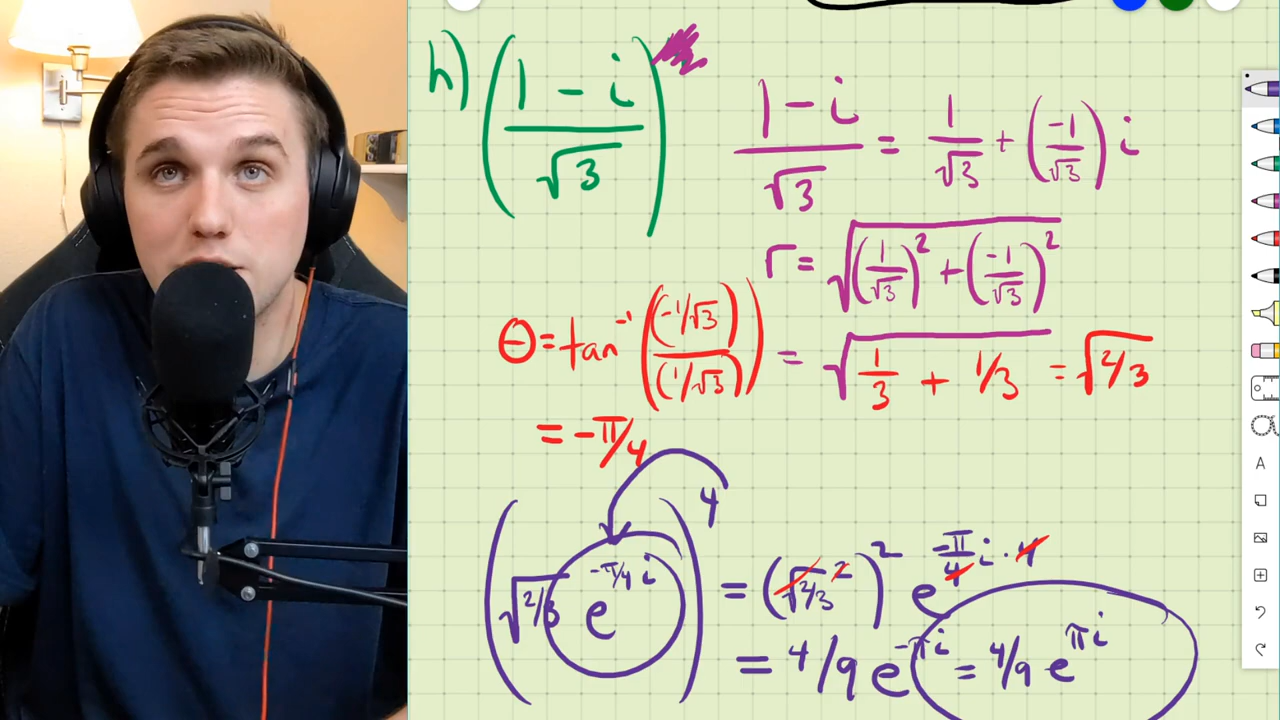 h) (1 - i / √3)
1 - i / √3 = 1/√3 + (-1/√3) i
r = √((1/√3)² + (-1/√3)²)
= √(1/3 + 1/3) = √(2/3)
θ = tan⁻¹((-1/√3) / (1/√3))
= -π/4
(√(2/3) e^(-π/4 i))⁴ = (√(2/3)²)² e^(-π/4 i · 4)
= 4/9 e^(-πi) = 4/9 e^(πi)
A